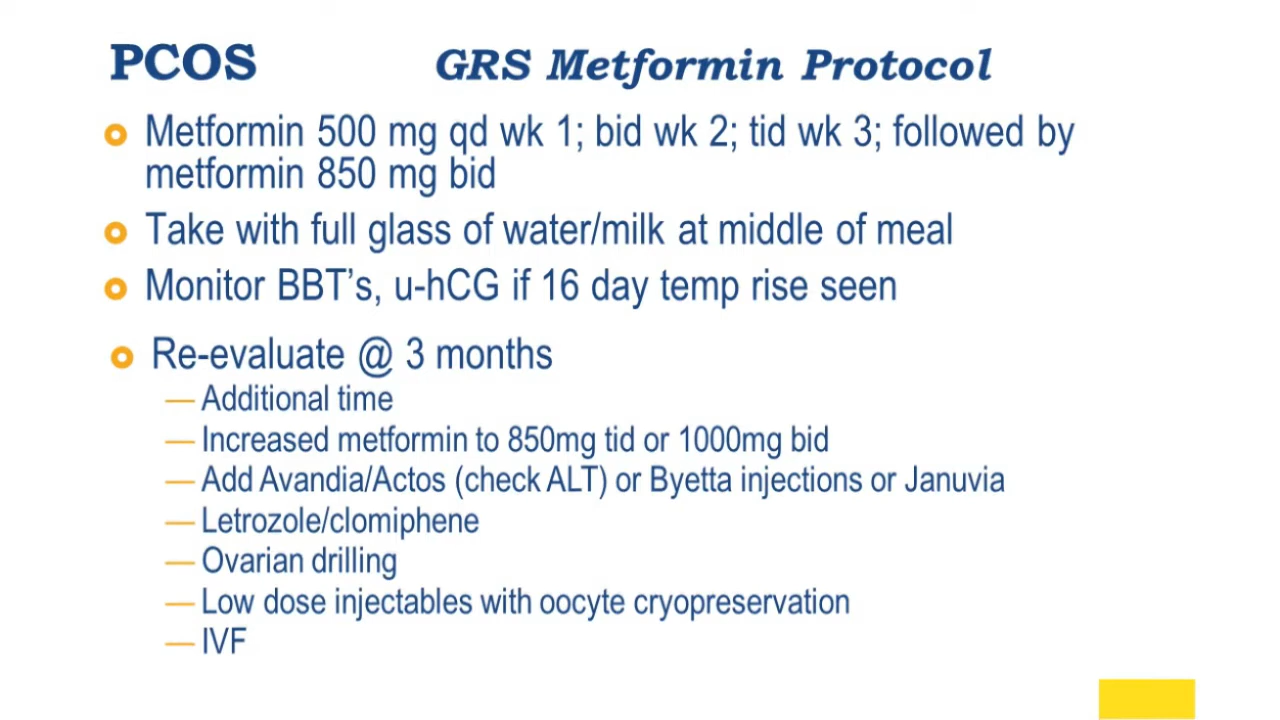 PCOS GRS Metformin Protocol
Metformin 500 mg qd wk 1; bid wk 2; tid wk 3; followed by
metformin 850 mg bid
Take with full glass of water/milk at middle of meal
Monitor BBT’s, u-hCG if 16 day temp rise seen
Re-evaluate @ 3 months
— Additional time
— Increased metformin to 850mg tid or 1000mg bid
— Add Avandia/Actos (check ALT) or Byetta injections or Januvia
— Letrozole/clomiphene
— Ovarian drilling
— Low dose injectables with oocyte cryopreservation
— IVF